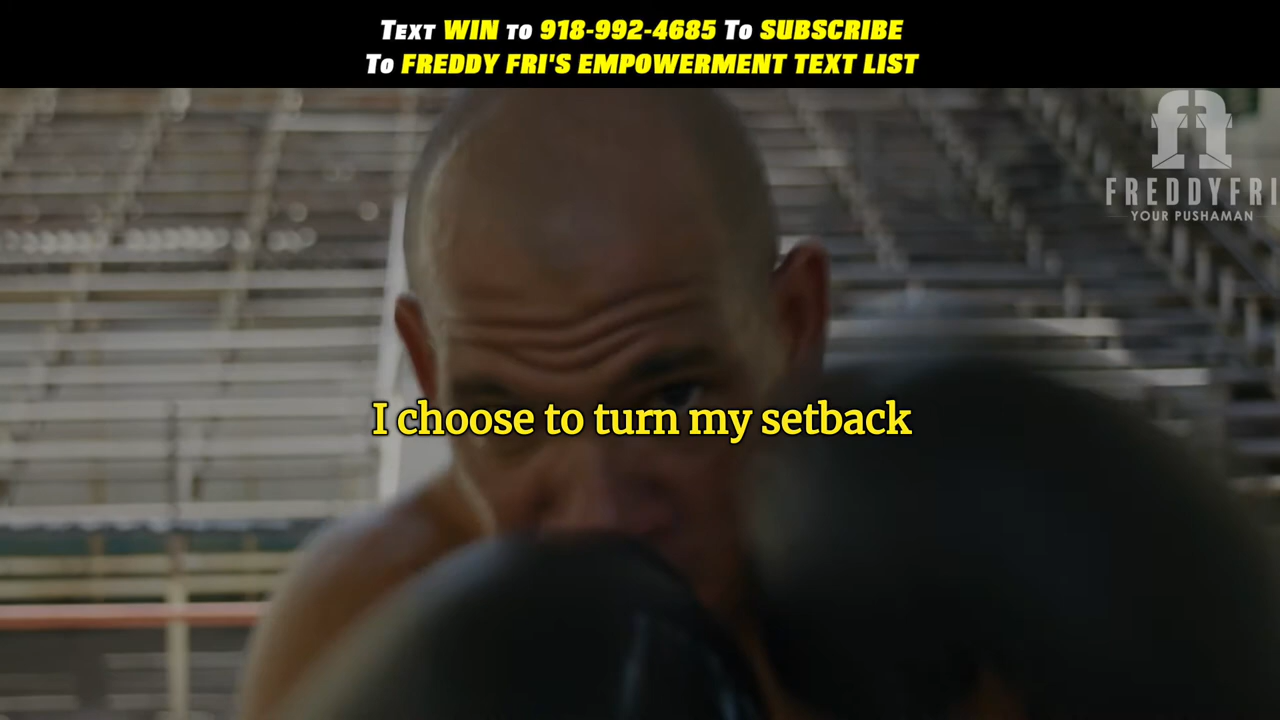 Text WIN to 918-992-4685 To SUBSCRIBE
To FREDDY FRI'S EMPOWERMENT TEXT LIST
FREDDYFRI
YOUR PUSHAMAN
I choose to turn my setback